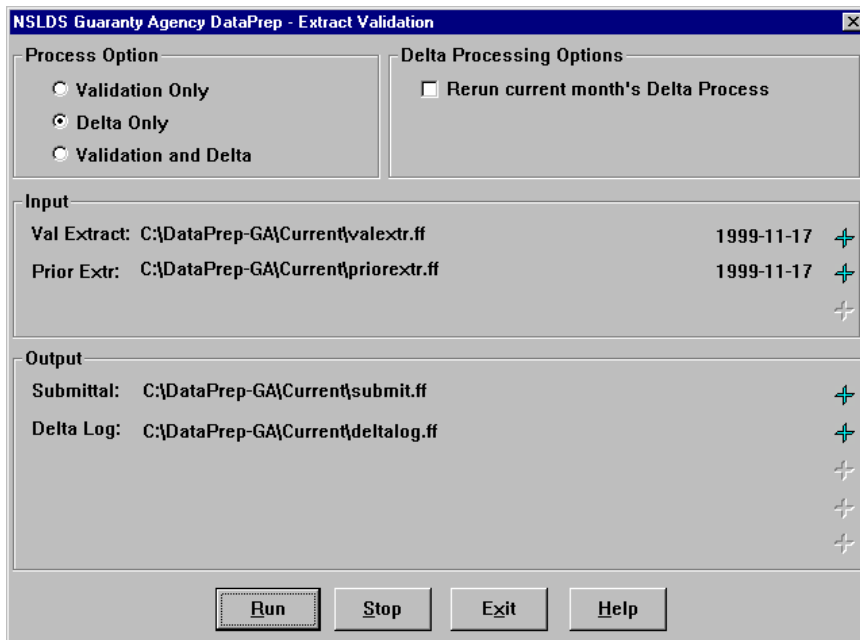 NSLDS Guaranty Agency DataPrep - Extract Validation
Process Option
Validation Only
Delta Only
Validation and Delta
Delta Processing Options
Rerun current month's Delta Process
Input
Val Extract: C:\DataPrep-GA\Current\valextr.ff 1999-11-17
Prior Extr: C:\DataPrep-GA\Current\priorextr.ff 1999-11-17
Output
Submittal: C:\DataPrep-GA\Current\submit.ff
Delta Log: C:\DataPrep-GA\Current\deltalog.ff
Run Stop Exit Help